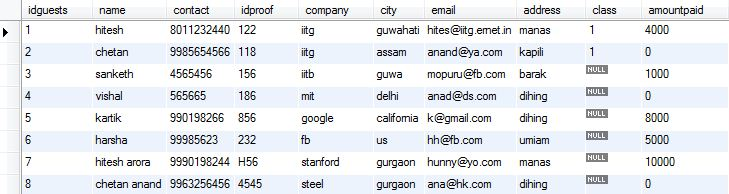 idguests name contact idproof company city email address class amountpaid
1 hitesh 8011232440 122 iitg guwahati hites@iitg.ernet.in manas 1 4000
2 chetan 9985654566 118 iitg assam anand@ya.com kapili 1 0
3 sanketh 4565456 156 iitb guwa mopuru@fb.com barak NULL 1000
4 vishal 565665 186 mit delhi anad@ds.com dihing NULL 0
5 kartik 990198266 856 google california k@gmail.com dihing NULL 8000
6 harsha 99985623 232 fb us hh@fb.com umiam NULL 5000
7 hitesh arora 9990198244 H56 stanford gurgaon hunny@yo.com manas NULL 10000
8 chetan anand 9963256456 4545 steel gurgaon ana@hk.com dihing NULL 0